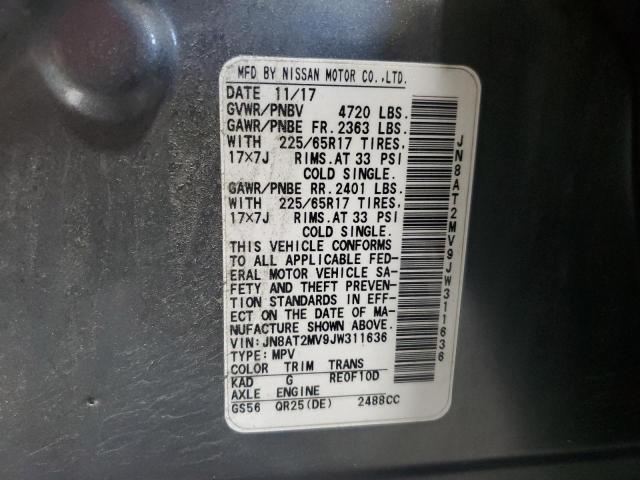 MFD BY NISSAN MOTOR CO.,LTD.
DATE 11/17
GVWR/PNBV 4720 LBS.
GAWR/PNBE FR. 2363 LBS.
WITH 225/65R17 TIRES,
17×7J RIMS.AT 33 PSI
COLD SINGLE.
GAWR/PNBE RR. 2401 LBS.
WITH 225/65R17 TIRES,
17×7J RIMS.AT 33 PSI
COLD SINGLE.
THIS VEHICLE CONFORMS
TO ALL APPLICABLE FED-
ERAL MOTOR VEHICLE SA-
FETY AND THEFT PREVEN-
TION STANDARDS IN EFF-
ECT ON THE DATE OF MA-
NUFACTURE SHOWN ABOVE.
VIN:JN8AT2MV9JW311636
TYPE:MPV
COLOR TRIM TRANS
KAD G RE0F10D
AXLE ENGINE
GS56 QR25(DE) 2488CC
JN8AT2MV9JW311636